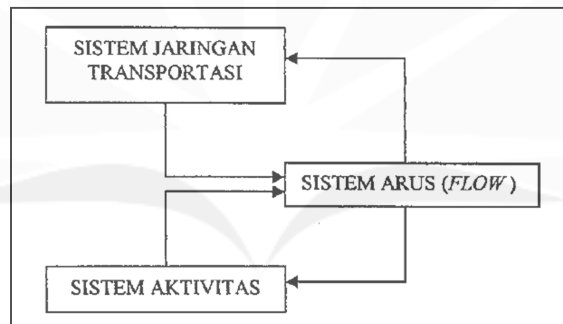 SISTEM JARINGAN
TRANSPORTASI
SISTEM ARUS (FLOW)
SISTEM AKTIVITAS